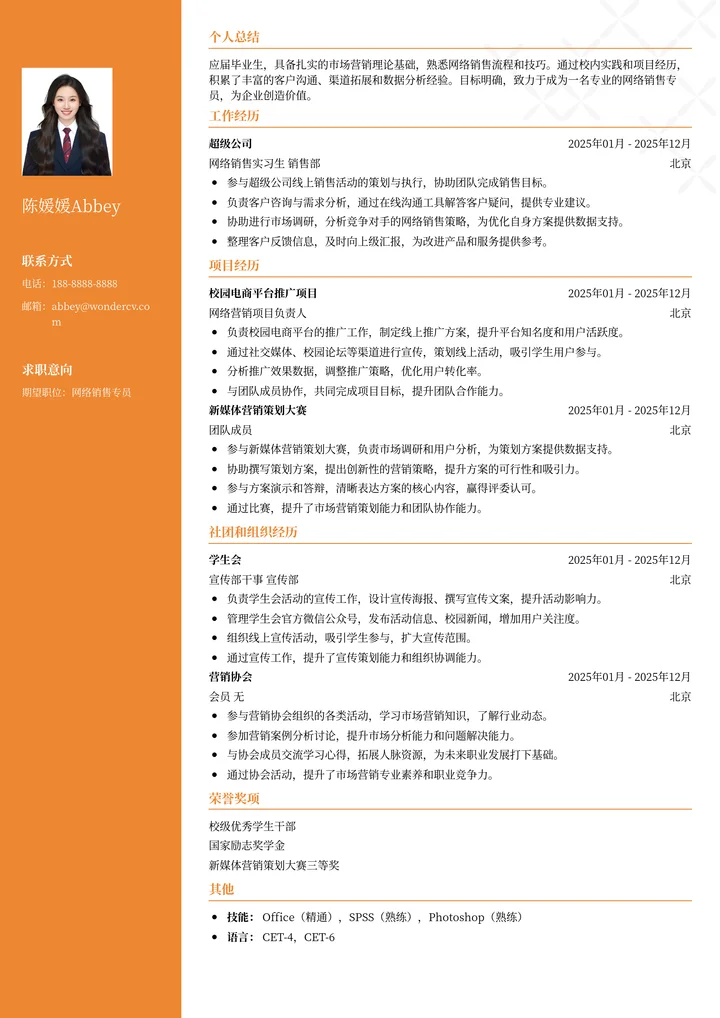 陈媛媛Abbey
联系方式
电话：188-8888-8888
邮箱：abbey@wondercv.co
m
求职意向
期望职位：网络销售专员
个人总结
应届毕业生，具备扎实的市场营销理论基础，熟悉网络销售流程和技巧。通过校内实践和项目经历，
积累了丰富的客户沟通、渠道拓展和数据分析经验。目标明确，致力于成为一名专业的网络销售专
员，为企业创造价值。
工作经历
超级公司 2025年01月 - 2025年12月
网络销售实习生 销售部 北京
• 参与超级公司线上销售活动的策划与执行，协助团队完成销售目标。
• 负责客户咨询与需求分析，通过在线沟通工具解答客户疑问，提供专业建议。
• 协助进行市场调研，分析竞争对手的网络销售策略，为优化自身方案提供数据支持。
• 整理客户反馈信息，及时向上级汇报，为改进产品和服务提供参考。
项目经历
校园电商平台推广项目 2025年01月 - 2025年12月
网络营销项目负责人 北京
• 负责校园电商平台的推广工作，制定线上推广方案，提升平台知名度和用户活跃度。
• 通过社交媒体、校园论坛等渠道进行宣传，策划线上活动，吸引学生用户参与。
• 分析推广效果数据，调整推广策略，优化用户转化率。
• 与团队成员协作，共同完成项目目标，提升团队合作能力。
新媒体营销策划大赛 2025年01月 - 2025年12月
团队成员 北京
• 参与新媒体营销策划大赛，负责市场调研和用户分析，为策划方案提供数据支持。
• 协助撰写策划方案，提出创新性的营销策略，提升方案的可行性和吸引力。
• 参与方案演示和答辩，清晰表达方案的核心内容，赢得评委认可。
• 通过比赛，提升了市场营销策划能力和团队协作能力。
社团和组织经历
学生会 2025年01月 - 2025年12月
宣传部干事 宣传部 北京
• 负责学生会活动的宣传工作，设计宣传海报、撰写宣传文案，提升活动影响力。
• 管理学生会官方微信公众号，发布活动信息、校园新闻，增加用户关注度。
• 组织线上宣传活动，吸引学生参与，扩大宣传范围。
• 通过宣传工作，提升了宣传策划能力和组织协调能力。
营销协会 2025年01月 - 2025年12月
会员 无 北京
• 参与营销协会组织的各类活动，学习市场营销知识，了解行业动态。
• 参加营销案例分析讨论，提升市场分析能力和问题解决能力。
• 与协会成员交流学习心得，拓展人脉资源，为未来职业发展打下基础。
• 通过协会活动，提升了市场营销专业素养和职业竞争力。
荣誉奖项
校级优秀学生干部
国家励志奖学金
新媒体营销策划大赛三等奖
其他
• 技能： Office（精通），SPSS（熟练），Photoshop（熟练）
• 语言： CET-4，CET-6